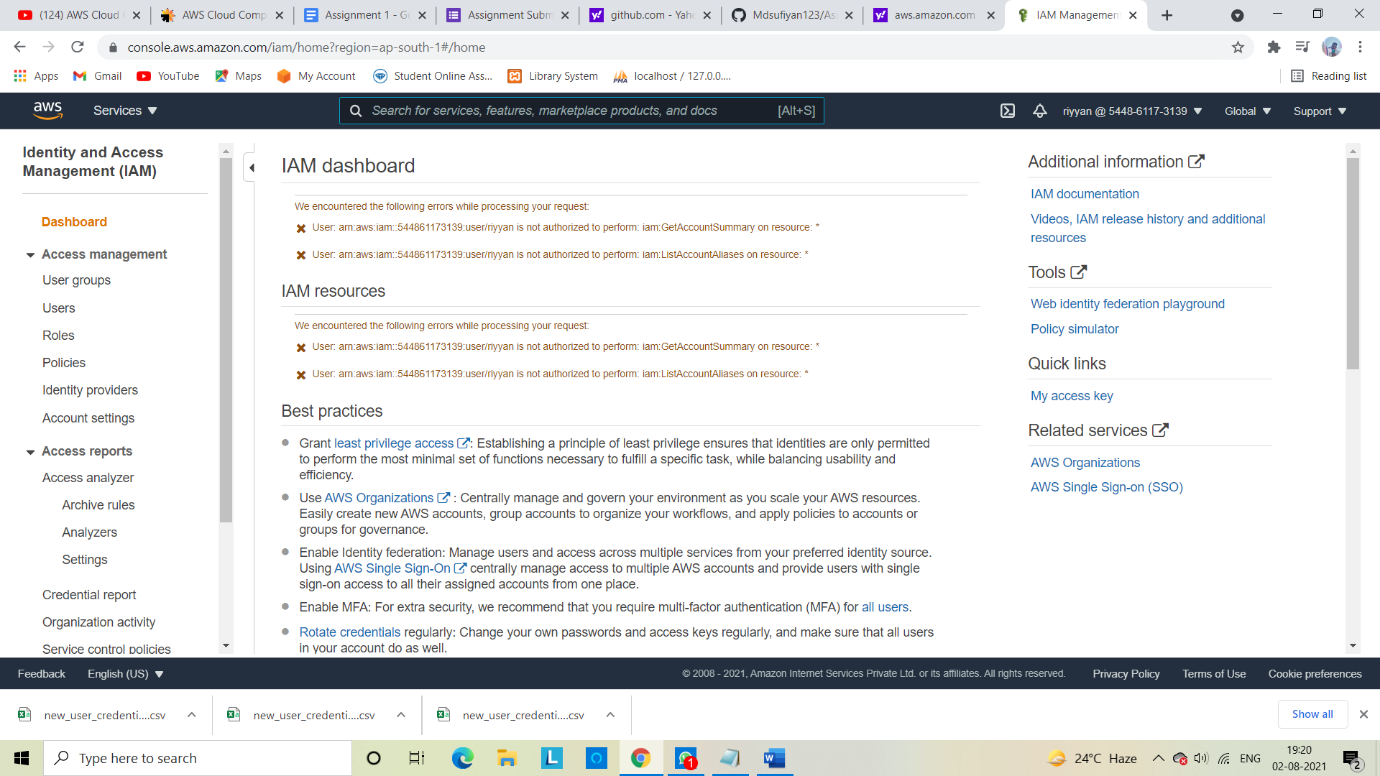 (124) AWS Cloud
AWS Cloud Comp
Assignment 1 - G
Assignment Subm
github.com - Yah
Mdsufiyan123/As
aws.amazon.com
IAM Management
console.aws.amazon.com/iam/home?region=ap-south-1#/home
Apps
Gmail
YouTube
Maps
My Account
Student Online Ass...
Library System
localhost / 127.0.0....
Reading list
aws
Services
Search for services, features, marketplace products, and docs
[Alt+S]
riyyan @ 5448-6117-3139
Global
Support
Identity and Access
Management (IAM)
Dashboard
Access management
User groups
Users
Roles
Policies
Identity providers
Account settings
Access reports
Access analyzer
Archive rules
Analyzers
Settings
Credential report
Organization activity
Service control policies
IAM dashboard
We encountered the following errors while processing your request:
User: arn:aws:iam::544861173139:user/riyyan is not authorized to perform: iam:GetAccountSummary on resource: *
User: arn:aws:iam::544861173139:user/riyyan is not authorized to perform: iam:ListAccountAliases on resource: *
IAM resources
We encountered the following errors while processing your request:
User: arn:aws:iam::544861173139:user/riyyan is not authorized to perform: iam:GetAccountSummary on resource: *
User: arn:aws:iam::544861173139:user/riyyan is not authorized to perform: iam:ListAccountAliases on resource: *
Best practices
Grant least privilege access : Establishing a principle of least privilege ensures that identities are only permitted
to perform the most minimal set of functions necessary to fulfill a specific task, while balancing usability and
efficiency.
Use AWS Organizations : Centrally manage and govern your environment as you scale your AWS resources.
Easily create new AWS accounts, group accounts to organize your workflows, and apply policies to accounts or
groups for governance.
Enable Identity federation: Manage users and access across multiple services from your preferred identity source.
Using AWS Single Sign-On centrally manage access to multiple AWS accounts and provide users with single
sign-on access to all their assigned accounts from one place.
Enable MFA: For extra security, we recommend that you require multi-factor authentication (MFA) for all users.
Rotate credentials regularly: Change your own passwords and access keys regularly, and make sure that all users
in your account do as well.
Additional information
IAM documentation
Videos, IAM release history and additional
resources
Tools
Web identity federation playground
Policy simulator
Quick links
My access key
Related services
AWS Organizations
AWS Single Sign-on (SSO)
Feedback
English (US)
© 2008 - 2021, Amazon Internet Services Private Ltd. or its affiliates. All rights reserved.
Privacy Policy
Terms of Use
Cookie preferences
new_user_credenti....csv
new_user_credenti....csv
new_user_credenti....csv
Show all
Type here to search
L
1
W
24°C Haze
ENG
19:20
02-08-2021
2